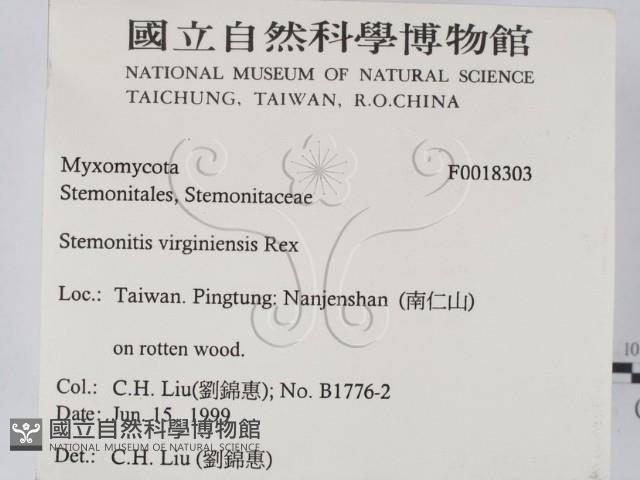 國立自然科學博物館
NATIONAL MUSEUM OF NATURAL SCIENCE
TAICHUNG, TAIWAN, R.O.CHINA
Myxomycota F0018303
Stemonitales, Stemonitaceae
Stemonitis virginiensis Rex
Loc.: Taiwan. Pingtung: Nanjenshan (南仁山)
on rotten wood.
Col.: C.H. Liu(劉錦惠); No. B1776-2
Date: Jun. 15, 1999
國立自然科學博物館
NATIONAL MUSEUM OF NATURAL SCIENCE
Det.: C.H. Liu (劉錦惠)
10